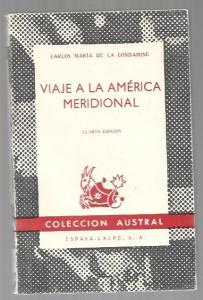 CARLOS MARÍA DE LA CONDAMINE
VIAJE A LA AMÉRICA
MERIDIONAL
CUARTA EDICIÓN
COLECCION AUSTRAL
ESPASA-CALPE, S. A.